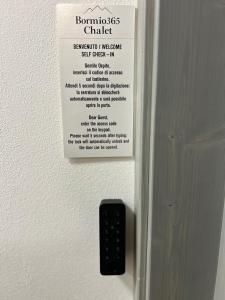 Bormio365
Chalet
BENVENUTO / WELCOME
SELF CHECK-IN
Gentile Ospite,
inserisci il codice di accesso
sul tastierino.
Attendi 5 secondi dopo la digitazione:
la serratura si sbloccherà
automaticamente e sarà possibile
aprire la porta.
Dear Guest,
enter the access code
on the keypad.
Please wait 5 seconds after typing:
the lock will automatically unlock and
the door can be opened.